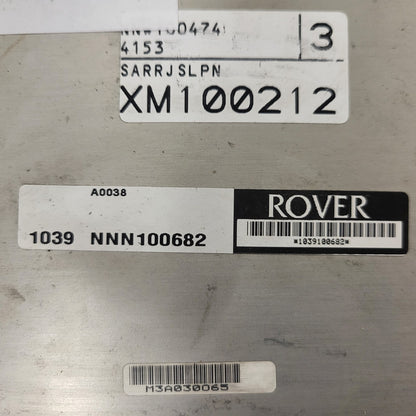 3
4153
SARRJSLPN
XM100212
A0038
1039 NNN100682
ROVER
*1039100682*
M3A030065